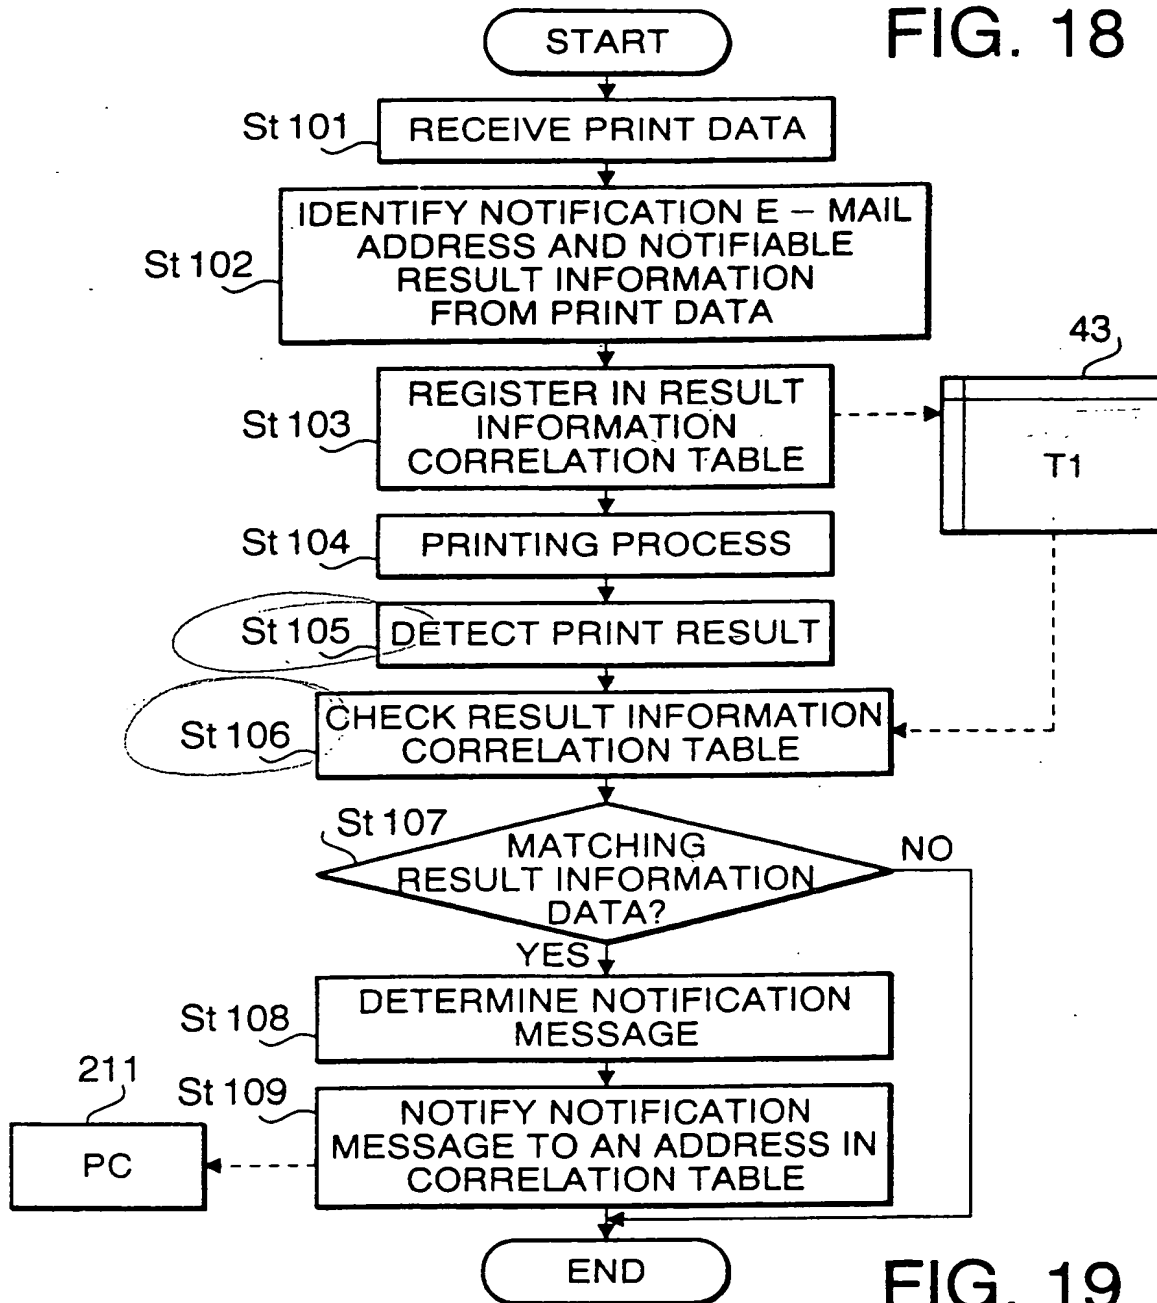 FIG. 18
START
St 101
RECEIVE PRINT DATA
St 102
IDENTIFY NOTIFICATION E – MAIL
ADDRESS AND NOTIFIABLE
RESULT INFORMATION
FROM PRINT DATA
St 103
REGISTER IN RESULT
INFORMATION
CORRELATION TABLE
43
T1
St 104
PRINTING PROCESS
St 105
DETECT PRINT RESULT
St 106
CHECK RESULT INFORMATION
CORRELATION TABLE
St 107
MATCHING
RESULT INFORMATION
DATA?
NO
YES
St 108
DETERMINE NOTIFICATION
MESSAGE
St 109
NOTIFY NOTIFICATION
MESSAGE TO AN ADDRESS IN
CORRELATION TABLE
211
PC
END
FIG. 19